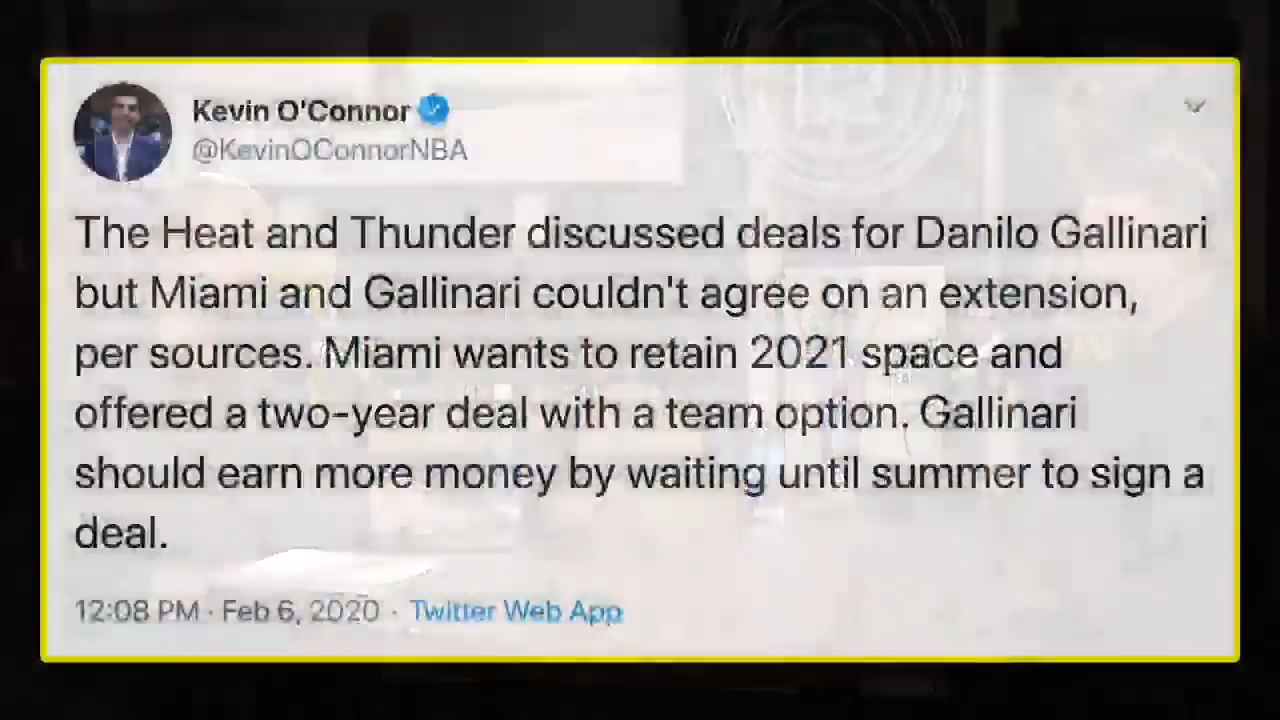 Kevin O'Connor
@KevinOConnorNBA
The Heat and Thunder discussed deals for Danilo Gallinari
but Miami and Gallinari couldn't agree on an extension,
per sources. Miami wants to retain 2021 space and
offered a two-year deal with a team option. Gallinari
should earn more money by waiting until summer to sign a
deal.
12:08 PM · Feb 6, 2020 · Twitter Web App